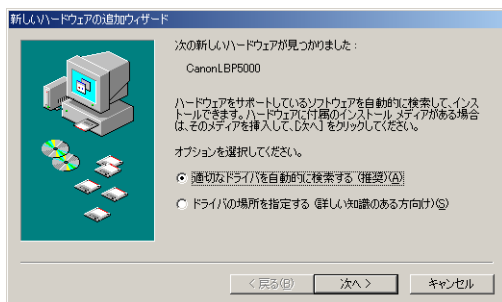 新しいハードウェアの追加ウィザード
次の新しいハードウェアが見つかりました：
CanonLBP5000
ハードウェアをサポートしているソフトウェアを自動的に検索して、インス
トールできます。ハードウェアに付属のインストール メディアがある場合
は、そのメディアを挿入して、[次へ] をクリックしてください。
オプションを選択してください。
適切なドライバを自動的に検索する (推奨)(A)
ドライバの場所を指定する (詳しい知識のある方向け)(S)
< 戻る(B)
次へ >
キャンセル